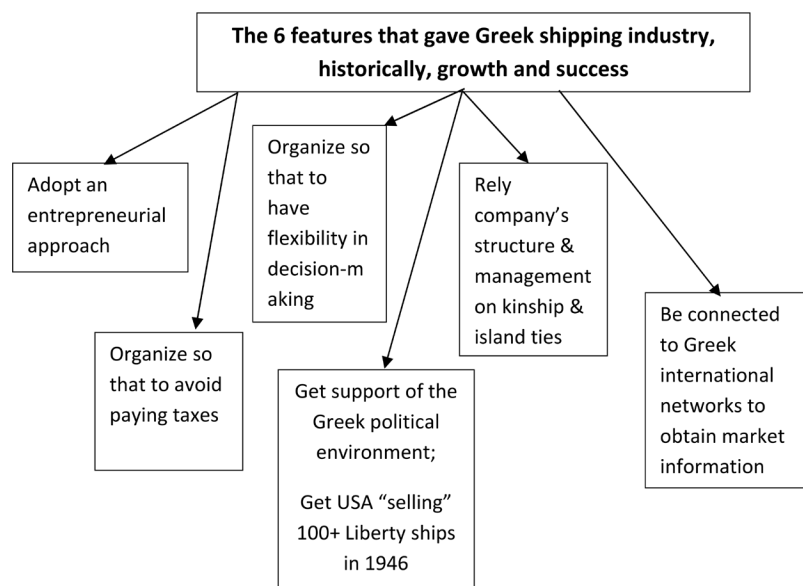 The 6 features that gave Greek shipping industry,
historically, growth and success
Adopt an
entrepreneurial
approach
Organize so
that to avoid
paying taxes
Organize so
that to
have
flexibility in
decision-m
aking
Get support of the
Greek political
environment;
Get USA “selling”
100+ Liberty ships
in 1946
Rely
company’s
structure &
management
on kinship &
island ties
Be connected
to Greek
international
networks to
obtain market
information